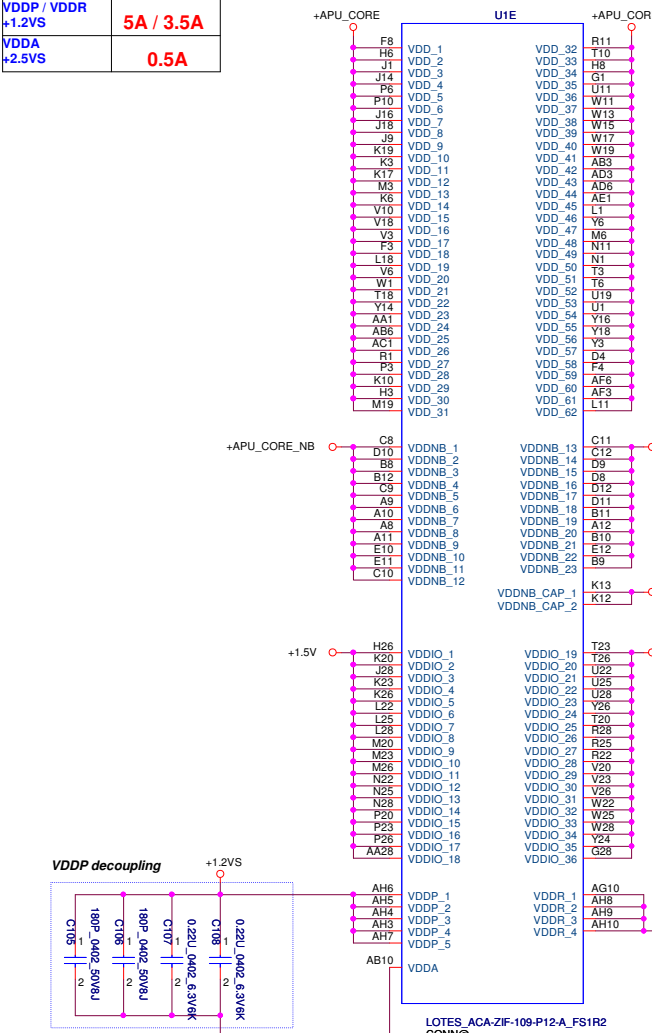 VDDP / VDDR
+1.2VS 5A / 3.5A
VDDA
+2.5VS 0.5A
+APU_CORE U1E +APU_COR
F8 VDD_1 VDD_32 R11
H6 VDD_2 VDD_33 T10
J1 VDD_3 VDD_34 H8
J14 VDD_4 VDD_35 G1
P6 VDD_5 VDD_36 U11
P10 VDD_6 VDD_37 W11
J16 VDD_7 VDD_38 W13
J18 VDD_8 VDD_39 W15
J9 VDD_9 VDD_40 W17
K19 VDD_10 VDD_41 W19
K3 VDD_11 VDD_42 AB3
K17 VDD_12 VDD_43 AD3
M3 VDD_13 VDD_44 AD6
K6 VDD_14 VDD_45 AE1
V10 VDD_15 VDD_46 L1
V18 VDD_16 VDD_47 Y6
V3 VDD_17 VDD_48 M6
F3 VDD_18 VDD_49 N11
L18 VDD_19 VDD_50 N1
V6 VDD_20 VDD_51 T3
W1 VDD_21 VDD_52 T6
T18 VDD_22 VDD_53 U19
Y14 VDD_23 VDD_54 U1
AA1 VDD_24 VDD_55 Y16
AB6 VDD_25 VDD_56 Y18
AC1 VDD_26 VDD_57 Y3
R1 VDD_27 VDD_58 D4
P3 VDD_28 VDD_59 F4
K10 VDD_29 VDD_60 AF6
H3 VDD_30 VDD_61 AF3
M19 VDD_31 VDD_62 L11
+APU_CORE_NB
C8 VDDNB_1 VDDNB_13 C11
D10 VDDNB_2 VDDNB_14 C12
B8 VDDNB_3 VDDNB_15 D9
B12 VDDNB_4 VDDNB_16 D8
C9 VDDNB_5 VDDNB_17 D12
A9 VDDNB_6 VDDNB_18 D11
A10 VDDNB_7 VDDNB_19 B11
A8 VDDNB_8 VDDNB_20 A12
A11 VDDNB_9 VDDNB_21 B10
E10 VDDNB_10 VDDNB_22 E12
E11 VDDNB_11 VDDNB_23 B9
C10 VDDNB_12
VDDNB_CAP_1 K13
VDDNB_CAP_2 K12
+1.5V
H26 VDDIO_1 VDDIO_19 T23
K20 VDDIO_2 VDDIO_20 T26
J28 VDDIO_3 VDDIO_21 U22
K23 VDDIO_4 VDDIO_22 U25
K26 VDDIO_5 VDDIO_23 U28
L22 VDDIO_6 VDDIO_24 Y26
L25 VDDIO_7 VDDIO_25 T20
L28 VDDIO_8 VDDIO_26 R28
M20 VDDIO_9 VDDIO_27 R25
M23 VDDIO_10 VDDIO_28 R22
M26 VDDIO_11 VDDIO_29 V20
N22 VDDIO_12 VDDIO_30 V23
N25 VDDIO_13 VDDIO_31 V26
N28 VDDIO_14 VDDIO_32 W22
P20 VDDIO_15 VDDIO_33 W25
P23 VDDIO_16 VDDIO_34 W28
P26 VDDIO_17 VDDIO_35 Y24
AA28 VDDIO_18 VDDIO_36 G28
VDDP decoupling
+1.2VS
C105 1 2 180P_0402_50V8J
C106 1 2 180P_0402_50V8J
C107 1 2 0.22U_0402_6.3V6K
C108 1 2 0.22U_0402_6.3V6K
AH6 VDDP_1 VDDR_1 AG10
AH5 VDDP_2 VDDR_2 AH8
AH4 VDDP_3 VDDR_3 AH9
AH3 VDDP_4 VDDR_4 AH10
AH7 VDDP_5
AB10 VDDA
LOTES_ACA-ZIF-109-P12-A_FS1R2
CONN@